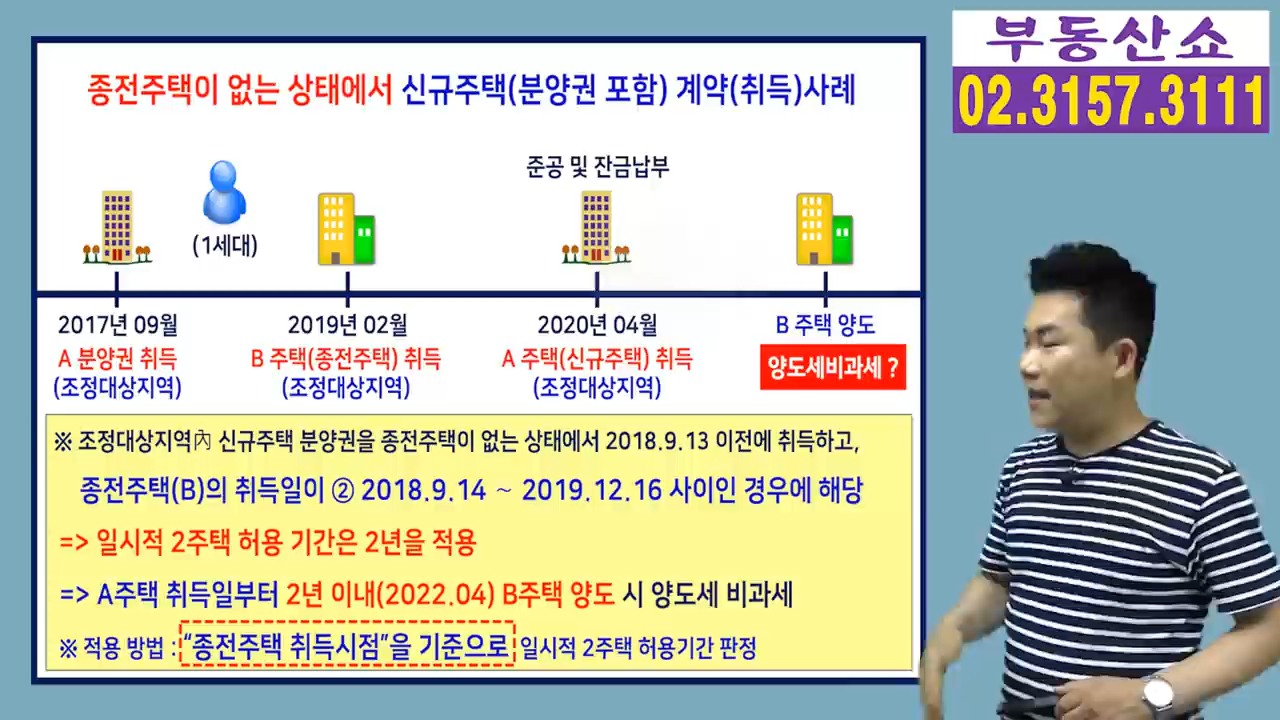 부동산쇼
02.3157.3111
종전주택이 없는 상태에서 신규주택(분양권 포함) 계약(취득)사례
준공 및 잔금납부
(1세대)
2017년 09월 2019년 02월 2020년 04월 B 주택 양도
A 분양권 취득 B 주택(종전주택) 취득 A 주택(신규주택) 취득 양도세비과세 ?
(조정대상지역) (조정대상지역) (조정대상지역)
※ 조정대상지역內 신규주택 분양권을 종전주택이 없는 상태에서 2018.9.13 이전에 취득하고,
종전주택(B)의 취득일이 ② 2018.9.14 ~ 2019.12.16 사이인 경우에 해당
=> 일시적 2주택 허용 기간은 2년을 적용
=> A주택 취득일부터 2년 이내(2022.04) B주택 양도 시 양도세 비과세
※ 적용 방법 : “종전주택 취득시점”을 기준으로 일시적 2주택 허용기간 판정